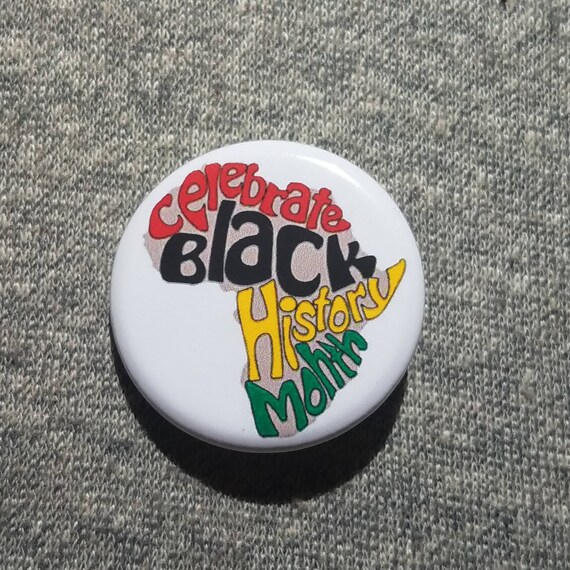 Celebrate
Black
History
Month